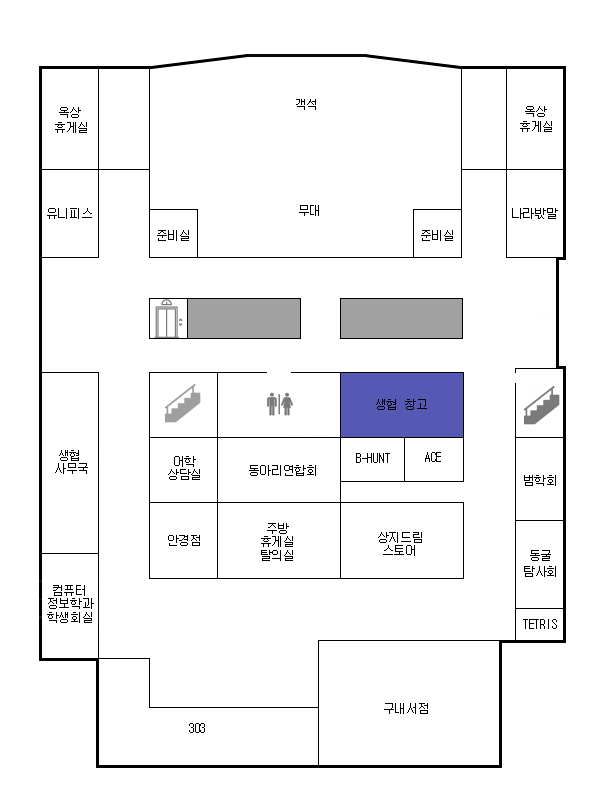 객석
옥상
휴게실
옥상
휴게실
유니피스
무대
나라밖말
준비실
준비실
생협 창고
생협
사무국
어학
상담실
동아리연합회
B-HUNT
ACE
범학회
안경점
주방
휴게실
탈의실
상지드림
스토어
동굴
탐사회
컴퓨터
정보학과
학생회실
TETRIS
구내서점
303